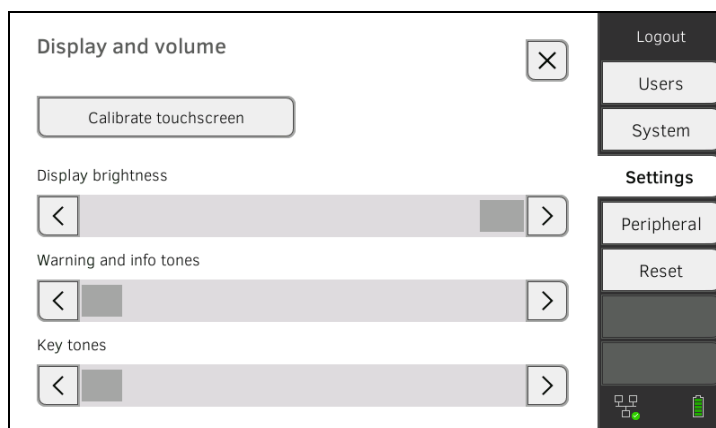 Display and volume
Calibrate touchscreen
Display brightness
Warning and info tones
Key tones
Logout
Users
System
Settings
Peripheral
Reset